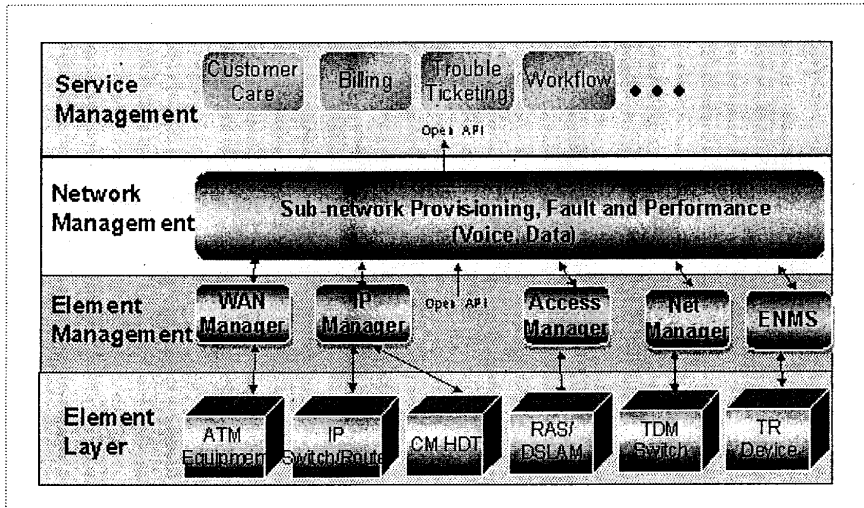 Service
Management
Customer
Care
Billing
Trouble
Ticketing
Workflow
Open API
Network
Management
Sub-network Provisioning, Fault and Performance
(Voice, Data)
Element
Management
WAN
Manager
IP
Manager
Open API
Access
Manager
Net
Manager
ENMS
Element
Layer
ATM
Equipment
IP
Switch/Route
CM HDT
RAS/
DSLAM
TDM
Switch
TR
Device